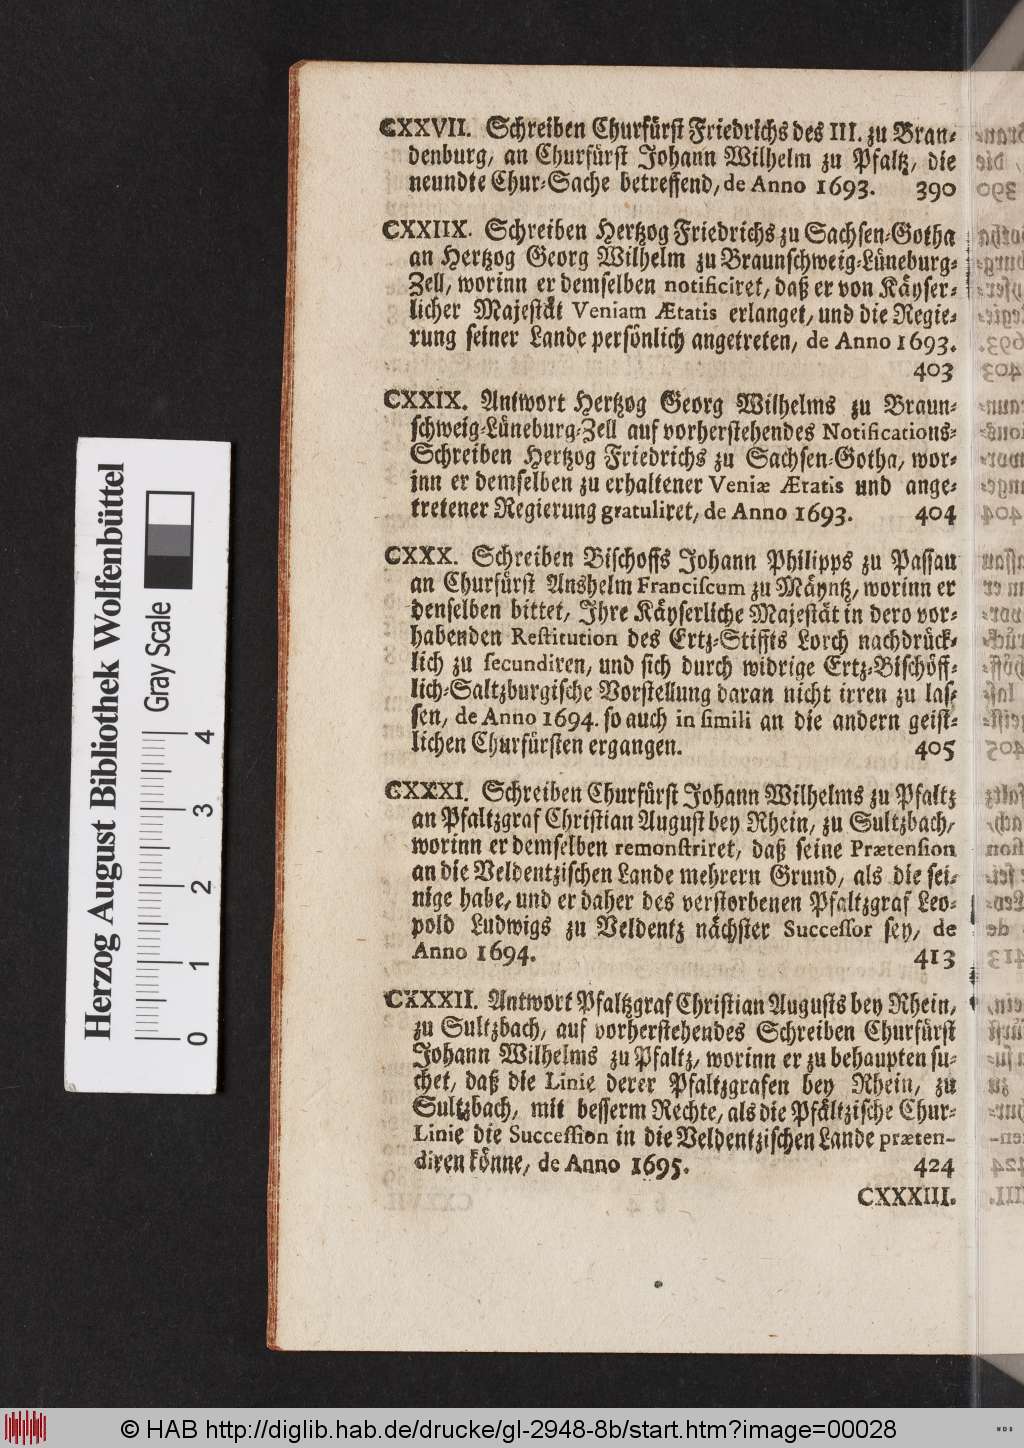 CXXVII. Schreiben Churfürst Friedrichs des III. zu Bran-
denburg, an Churfürst Johann Wilhelm zu Pfaltz, die
neundte Chur-Sache betreffend, de Anno 1693. 390
CXXIIX. Schreiben Hertzog Friedrichs zu Sachsen-Gotha
an Hertzog Georg Wilhelm zu Braunschweig-Lüneburg-
Zell, worinn er demselben notificiret, daß er von Käyser-
licher Majestät Veniam Ætatis erlanget, und die Regie-
rung seiner Lande persönlich angetreten, de Anno 1693.
403
CXXIX. Antwort Hertzog Georg Wilhelms zu Braun-
schweig-Lüneburg-Zell auf vorherstehendes Notifications-
Schreiben Hertzog Friedrichs zu Sachsen-Gotha, wor-
inn er demselben zu erhaltener Veniæ Ætatis und ange-
tretener Regierung gratuliret, de Anno 1693. 404
CXXX. Schreiben Bischoffs Johann Philipps zu Passau
an Churfürst Anshelm Franciscum zu Mäyntz, worinn er
denselben bittet, Ihre Käyserliche Majestät in dero vor-
habenden Restitution des Ertz-Stiffts Lorch nachdrück-
lich zu secundiren, und sich durch widrige Ertz-Bischöff-
lich-Saltzburgische Vorstellung daran nicht irren zu las-
sen, de Anno 1694. so auch in simili an die andern geist-
lichen Churfürsten ergangen. 405
CXXXI. Schreiben Churfürst Johann Wilhelms zu Pfaltz
an Pfaltzgraf Christian August bey Rhein, zu Sultzbach,
worinn er demselben remonstriret, daß seine Prætension
an die Veldentzischen Lande mehrern Grund, als die sei-
nige habe, und er daher des verstorbenen Pfaltzgraf Leo-
pold Ludwigs zu Veldentz nächster Successor sey, de
Anno 1694. 413
CXXXII. Antwort Pfaltzgraf Christian Augusts bey Rhein,
zu Sultzbach, auf vorherstehendes Schreiben Churfürst
Johann Wilhelms zu Pfaltz, worinn er zu behaupten su-
chet, daß die Linie derer Pfaltzgrafen bey Rhein, zu
Sultzbach, mit besserm Rechte, als die Pfältzische Chur-
Linie die Succession in die Veldentzischen Lande præten-
diren könne, de Anno 1695. 424
CXXXIII.
Herzog August Bibliothek Wolfenbüttel
Gray Scale
0 1 2 3 4
© HAB http://diglib.hab.de/drucke/gl-2948-8b/start.htm?image=00028